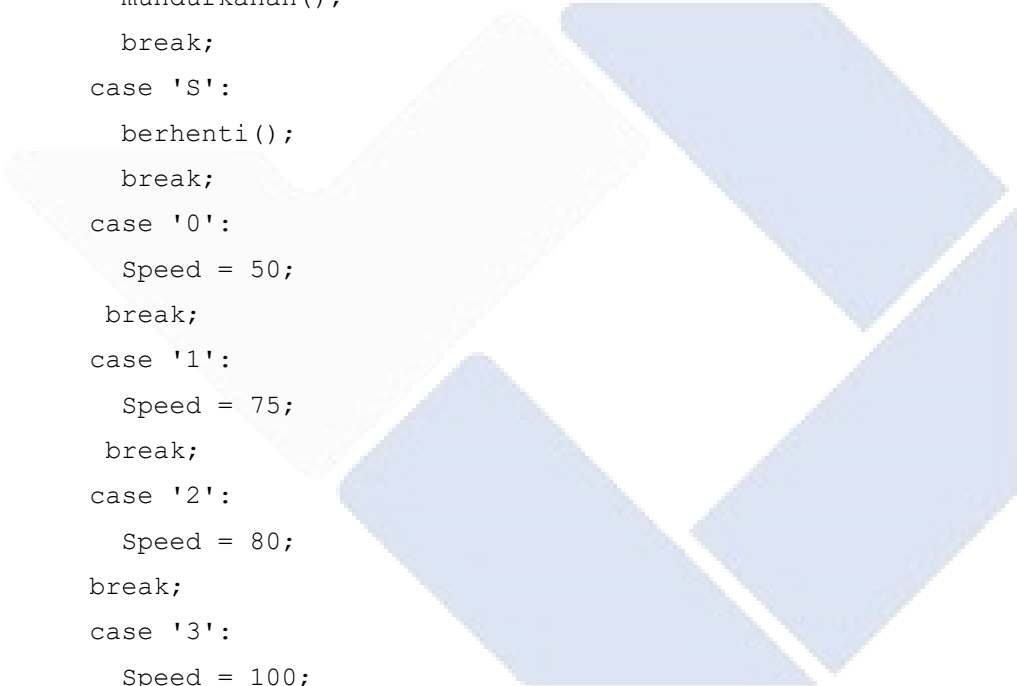 mundurkanan();
break;
case 'S':
berhenti();
break;
case '0':
Speed = 50;
break;
case '1':
Speed = 75;
break;
case '2':
Speed = 80;
break;
case '3':
Speed = 100;